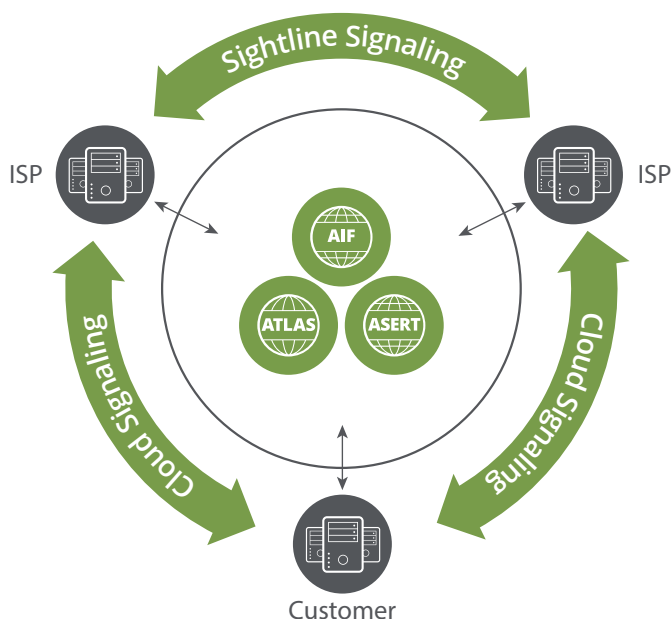 Sightline Signaling
ISP
ISP
AIF
ATLAS
ASERT
Cloud Signaling
Cloud Signaling
Customer